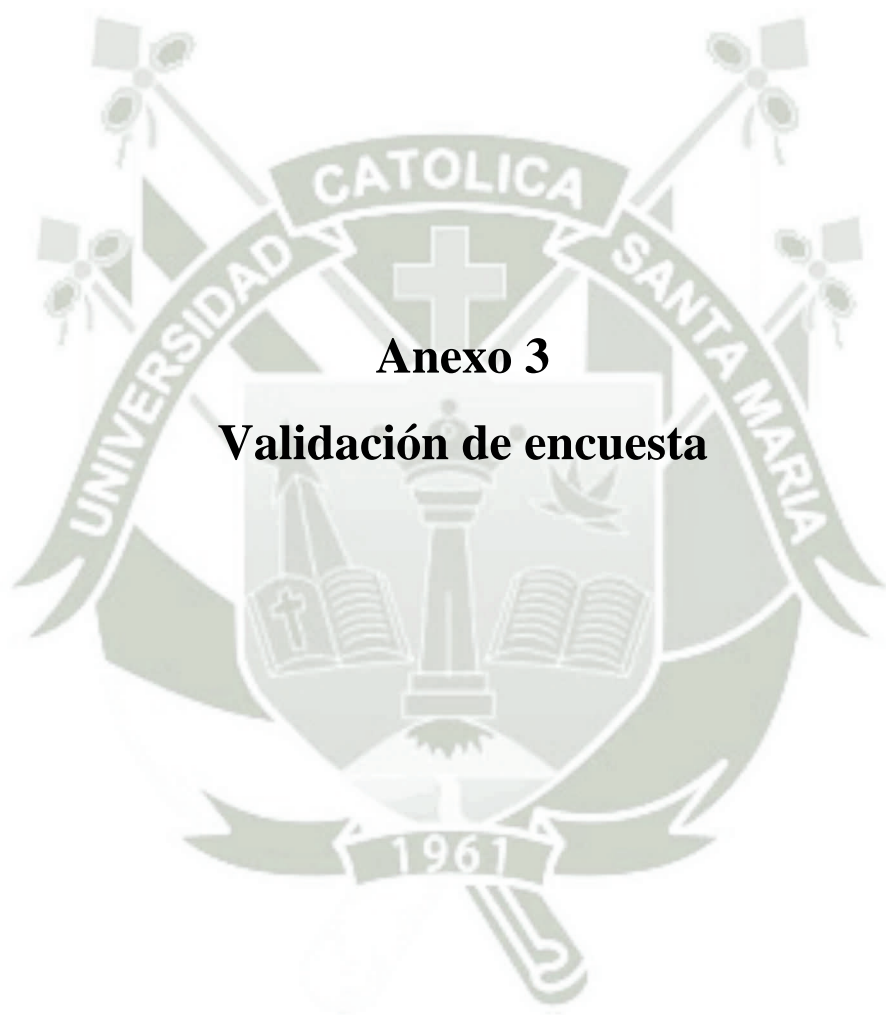 CATOLICA
UNIVERSIDAD
SANTA MARIA
Anexo 3
Validación de encuesta
1961